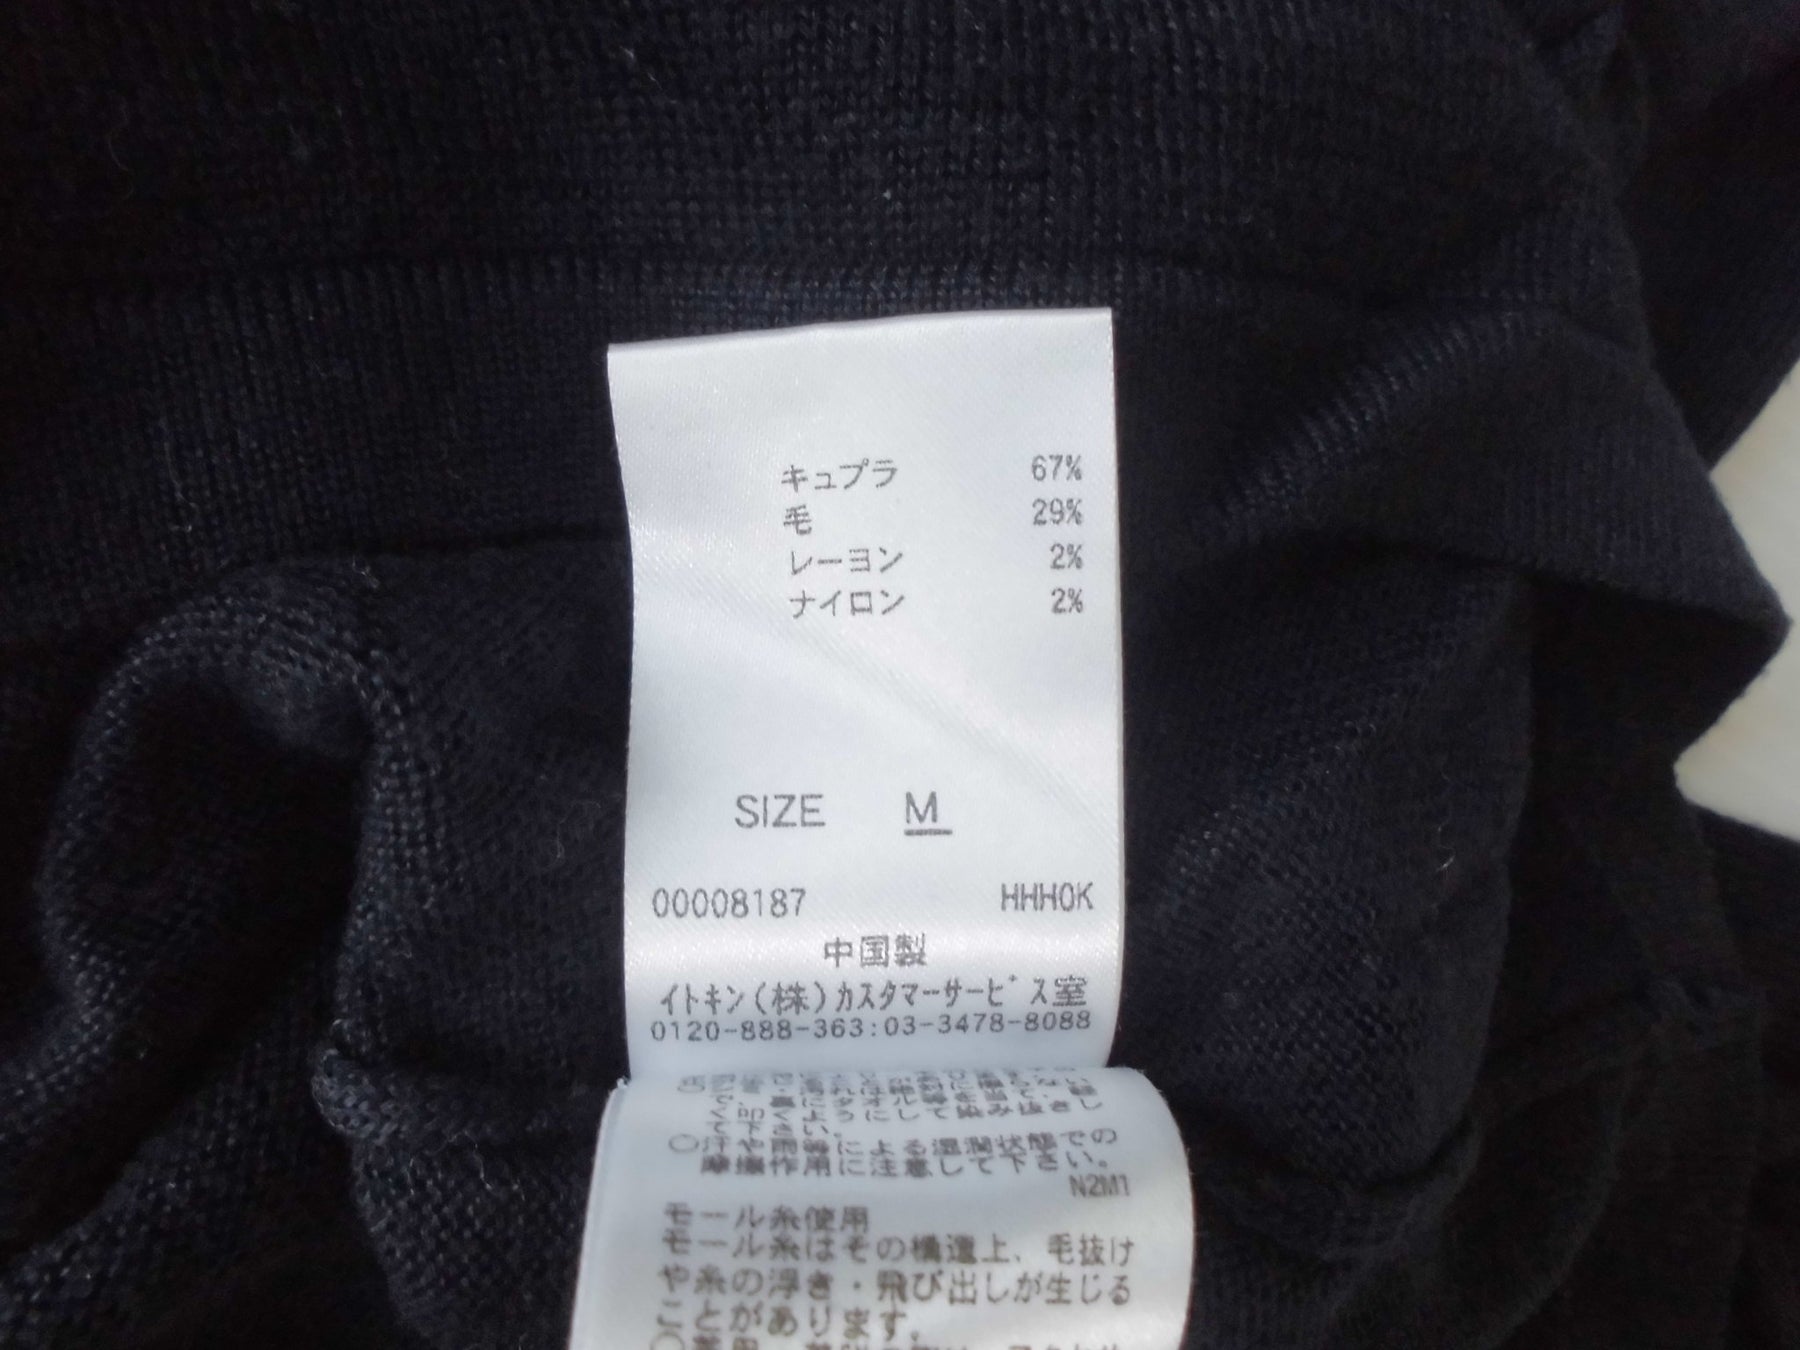 キュプラ 67%
毛 29%
レーヨン 2%
ナイロン 2%
SIZE M
00008187 HHH0K
中国製
イトキン(株)カスタマーサービス室
0120-888-363:03-3478-8088
〇汗や雨等による湿潤状態での
摩擦作用に注意して下さい。
N2M1
モール糸使用
モール糸はその構造上、毛抜け
や糸の浮き・飛び出しが生じる
ことがあります。